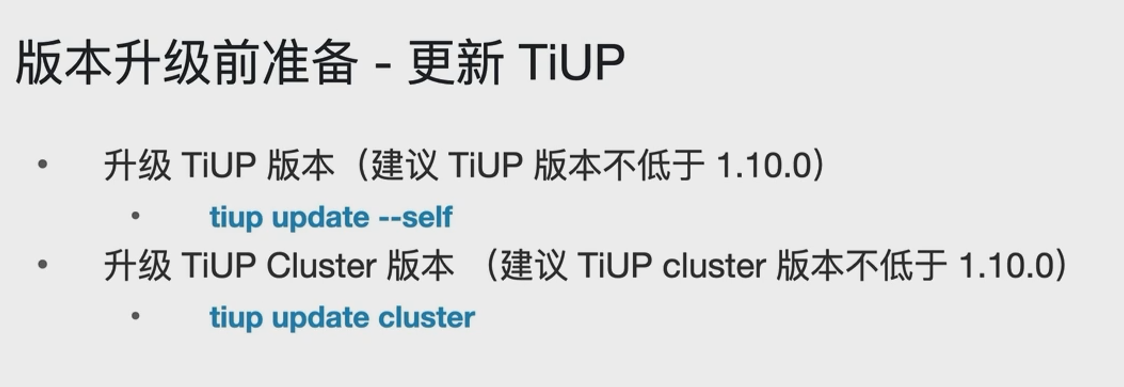 版本升级前准备 - 更新 TiUP
• 升级 TiUP 版本（建议 TiUP 版本不低于 1.10.0）
• tiup update --self
• 升级 TiUP Cluster 版本 （建议 TiUP cluster 版本不低于 1.10.0）
• tiup update cluster